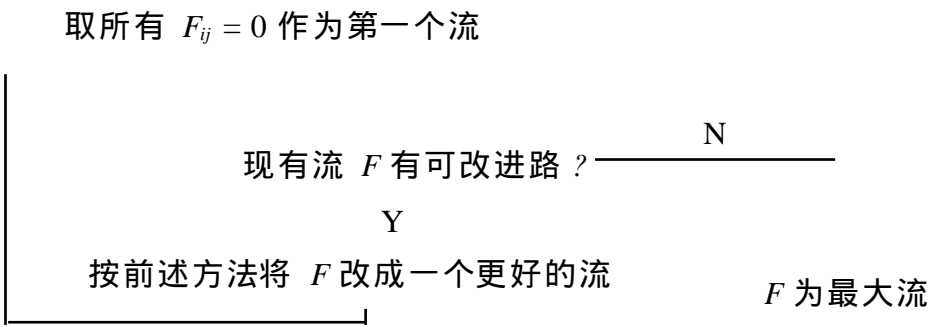 取所有 Fij = 0 作为第一个流
N
现有流 F 有可改进路 ?
Y
按前述方法将 F 改成一个更好的流
F 为最大流